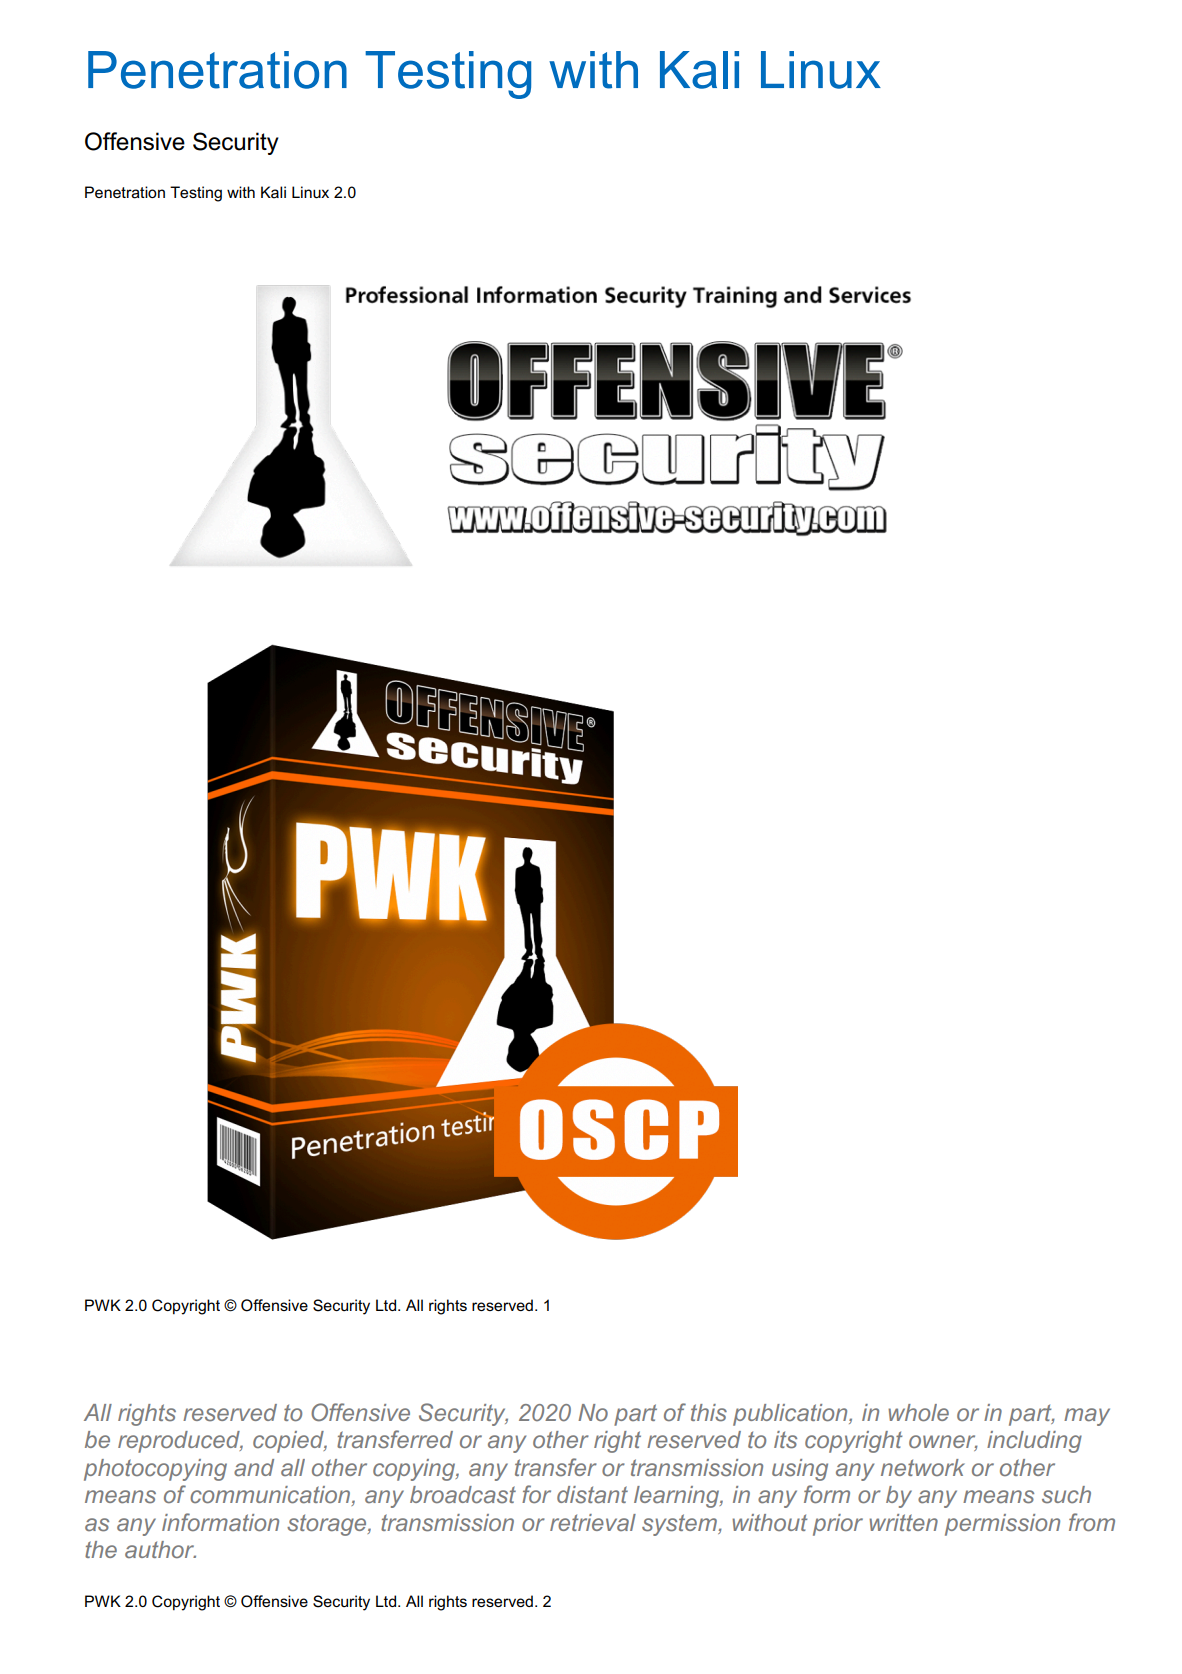 Penetration Testing with Kali Linux
Offensive Security
Penetration Testing with Kali Linux 2.0
Professional Information Security Training and Services
OFFENSIVE®
security
www.offensive-security.com
OFFENSIVE®
security
PWK
PWK
Penetration
OSCP
PWK 2.0 Copyright © Offensive Security Ltd. All rights reserved. 1
All rights reserved to Offensive Security, 2020 No part of this publication, in whole or in part, may
be reproduced, copied, transferred or any other right reserved to its copyright owner, including
photocopying and all other copying, any transfer or transmission using any network or other
means of communication, any broadcast for distant learning, in any form or by any means such
as any information storage, transmission or retrieval system, without prior written permission from
the author.
PWK 2.0 Copyright © Offensive Security Ltd. All rights reserved. 2